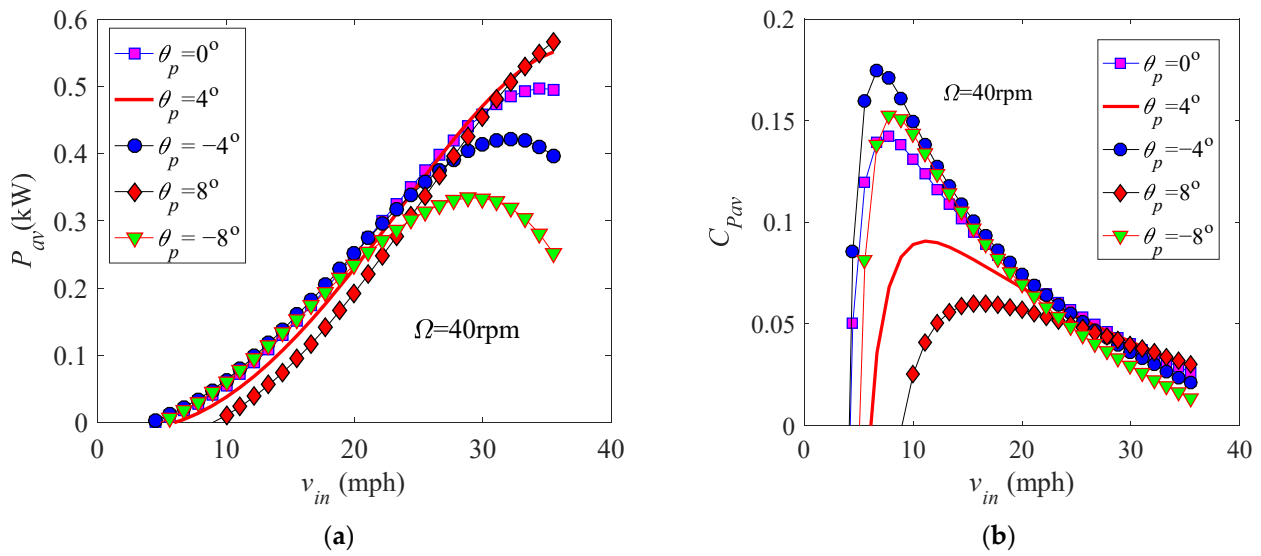 0.6
0.5
0.4
0.3
0.2
0.1
0
P_av(kW)
θ_p=0°
θ_p=4°
θ_p= −4°
θ_p=8°
θ_p = −8°
Ω=40rpm
0 10 20 30 40
v_in (mph)
(a)
0.2
0.15
0.1
0.05
0
C_Pav
Ω=40rpm
θ_p=0°
θ_p=4°
θ_p=−4°
θ_p=8°
θ_p=−8°
0 10 20 30 40
v_in (mph)
(b)